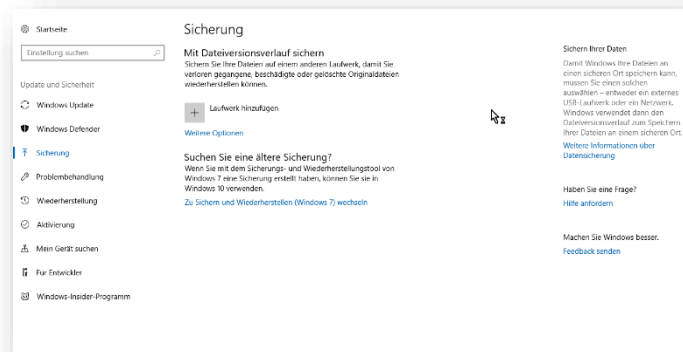 Startseite
Einstellung suchen
Update und Sicherheit
Windows Update
Windows Defender
Sicherung
Problembehandlung
Wiederherstellung
Aktivierung
Mein Gerät suchen
Für Entwickler
Windows-Insider-Programm
Sicherung
Mit Dateiversionsverlauf sichern
Sichern Sie Ihre Dateien auf einem anderen Laufwerk, damit Sie
verloren gegangene, beschädigte oder gelöschte Originaldateien
wiederherstellen können.
Laufwerk hinzufügen
Weitere Optionen
Suchen Sie eine ältere Sicherung?
Wenn Sie mit dem Sicherungs- und Wiederherstellungstool von
Windows 7 eine Sicherung erstellt haben, können Sie sie in
Windows 10 verwenden.
Zu Sichern und Wiederherstellen (Windows 7) wechseln
Sichern Ihrer Daten
Damit Windows Ihre Dateien an
einen sicheren Ort speichern kann,
müssen Sie einen solchen
auswählen – entweder ein externes
USB-Laufwerk oder ein Netzwerk.
Windows verwendet dann den
Dateiversionsverlauf zum Speichern
Ihrer Dateien an einem sicheren Ort.
Weitere Informationen über
Datensicherung
Haben Sie eine Frage?
Hilfe anfordern
Machen Sie Windows besser.
Feedback senden